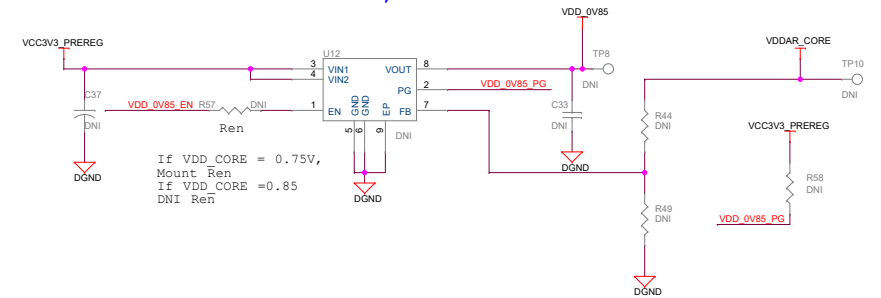 VDD_0V85
VCC3V3_PREREG
VDDAR_CORE
U12
TP8
TP10
3
VIN1
VOUT
8
4
VIN2
DNI
DNI
PG
2
VDD_0V85_PG
C37
VDD_0V85_EN
R57
DNI
1
EN
GND
GND
EP
FB
7
C33
R44
DNI
DNI
Ren
5
6
9
DNI
DNI
VCC3V3_PREREG
If VDD_CORE = 0.75V,
Mount Ren
If VDD_CORE =0.85
DNI Ren
DGND
DGND
DGND
R58
DNI
R49
DNI
VDD_0V85_PG
DGND